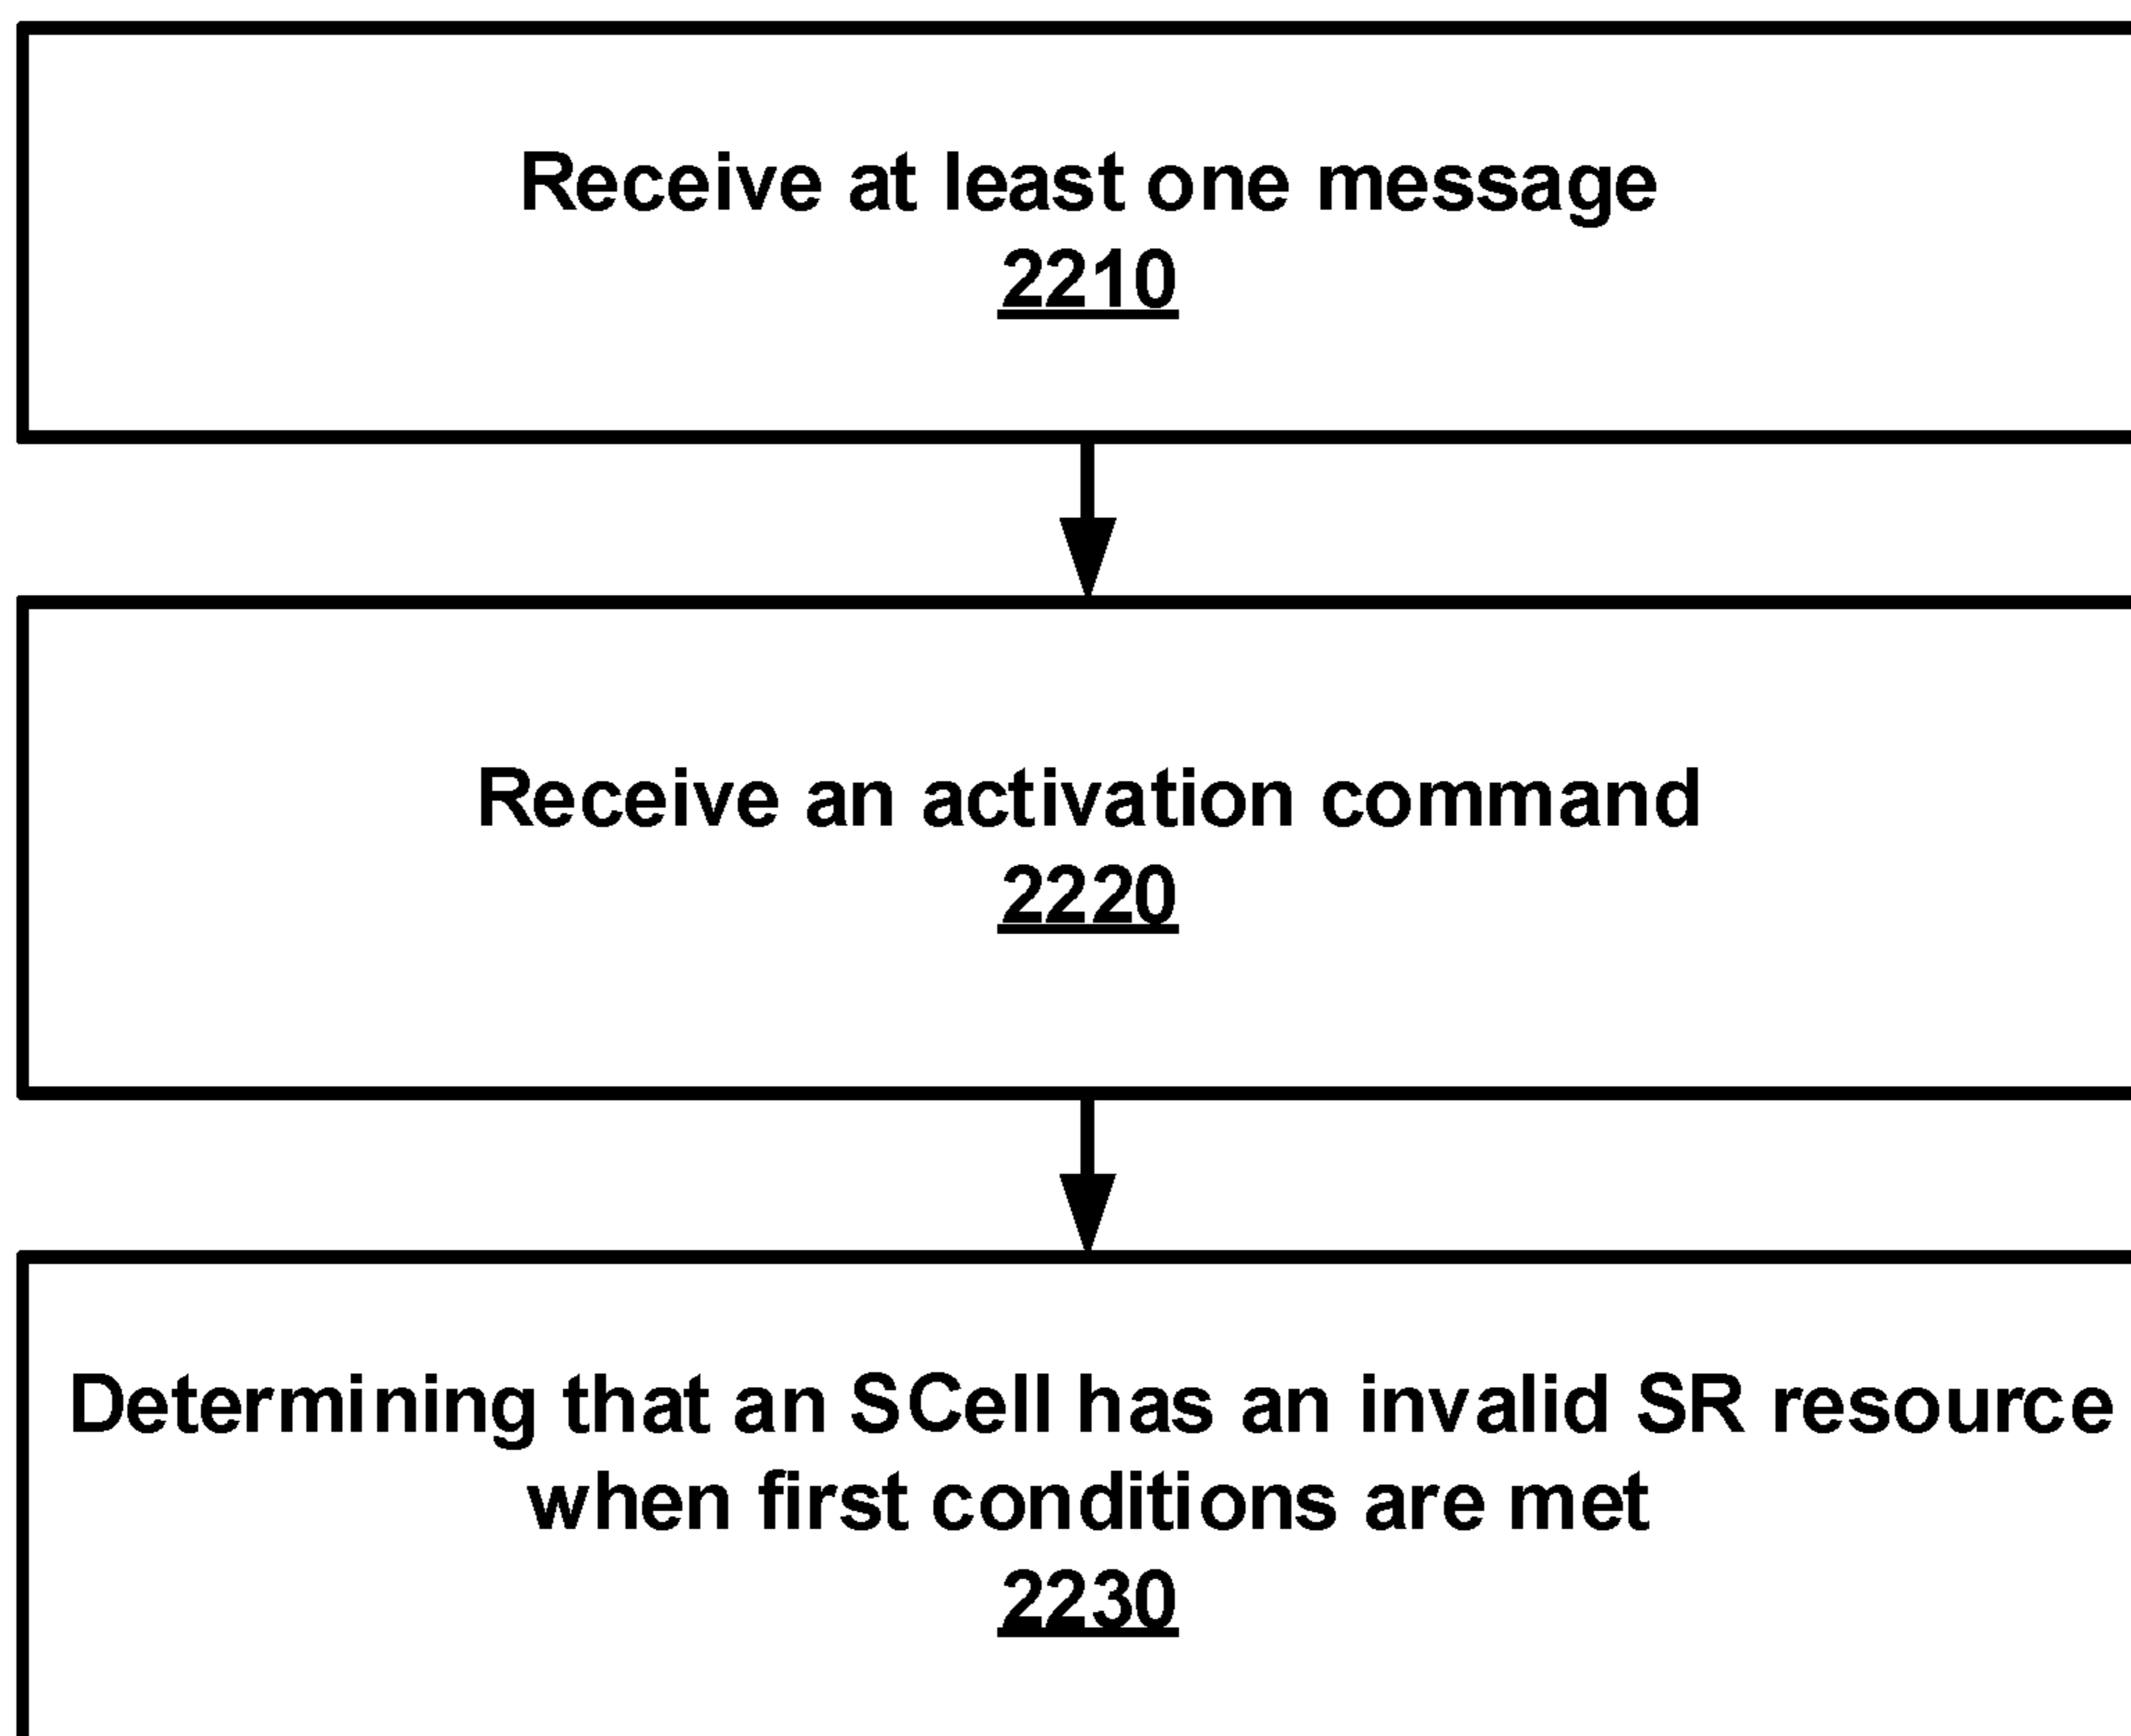 Receive at least one message
2210
Receive an activation command
2220
Determining that an SCell has an invalid SR resource
when first conditions are met
2230